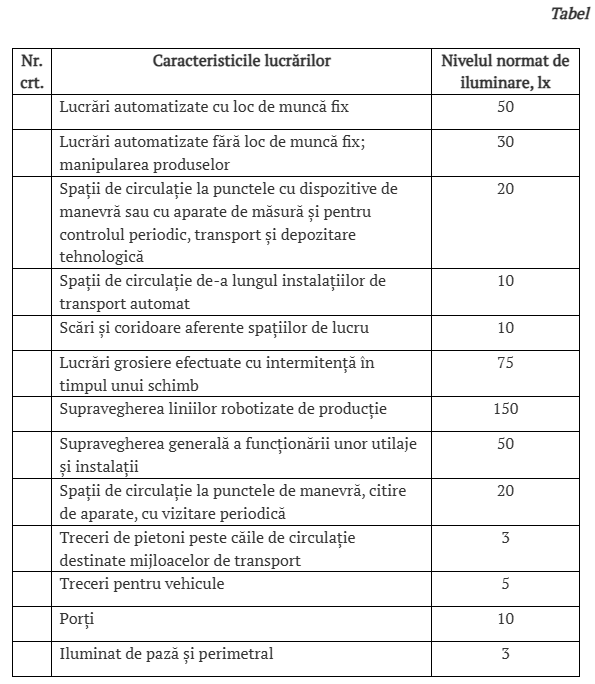 Tabel
Nr. crt.
Caracteristicile lucrărilor
Nivelul normat de
iluminare, lx
Lucrări automatizate cu loc de muncă fix 50
Lucrări automatizate fără loc de muncă fix; 30
manipularea produselor
Spații de circulație la punctele cu dispozitive de 20
manevră sau cu aparate de măsură și pentru
controlul periodic, transport și depozitare
tehnologică
Spații de circulație de-a lungul instalațiilor de 10
transport automat
Scări și coridoare aferente spațiilor de lucru 10
Lucrări grosiere efectuate cu intermitență în 75
timpul unui schimb
Supravegherea liniilor robotizate de producție 150
Supravegherea generală a funcționării unor utilaje 50
și instalații
Spații de circulație la punctele de manevră, citire 20
de aparate, cu vizitare periodică
Treceri de pietoni peste căile de circulație 3
destinate mijloacelor de transport
Treceri pentru vehicule 5
Porți 10
Iluminat de pază și perimetral 3